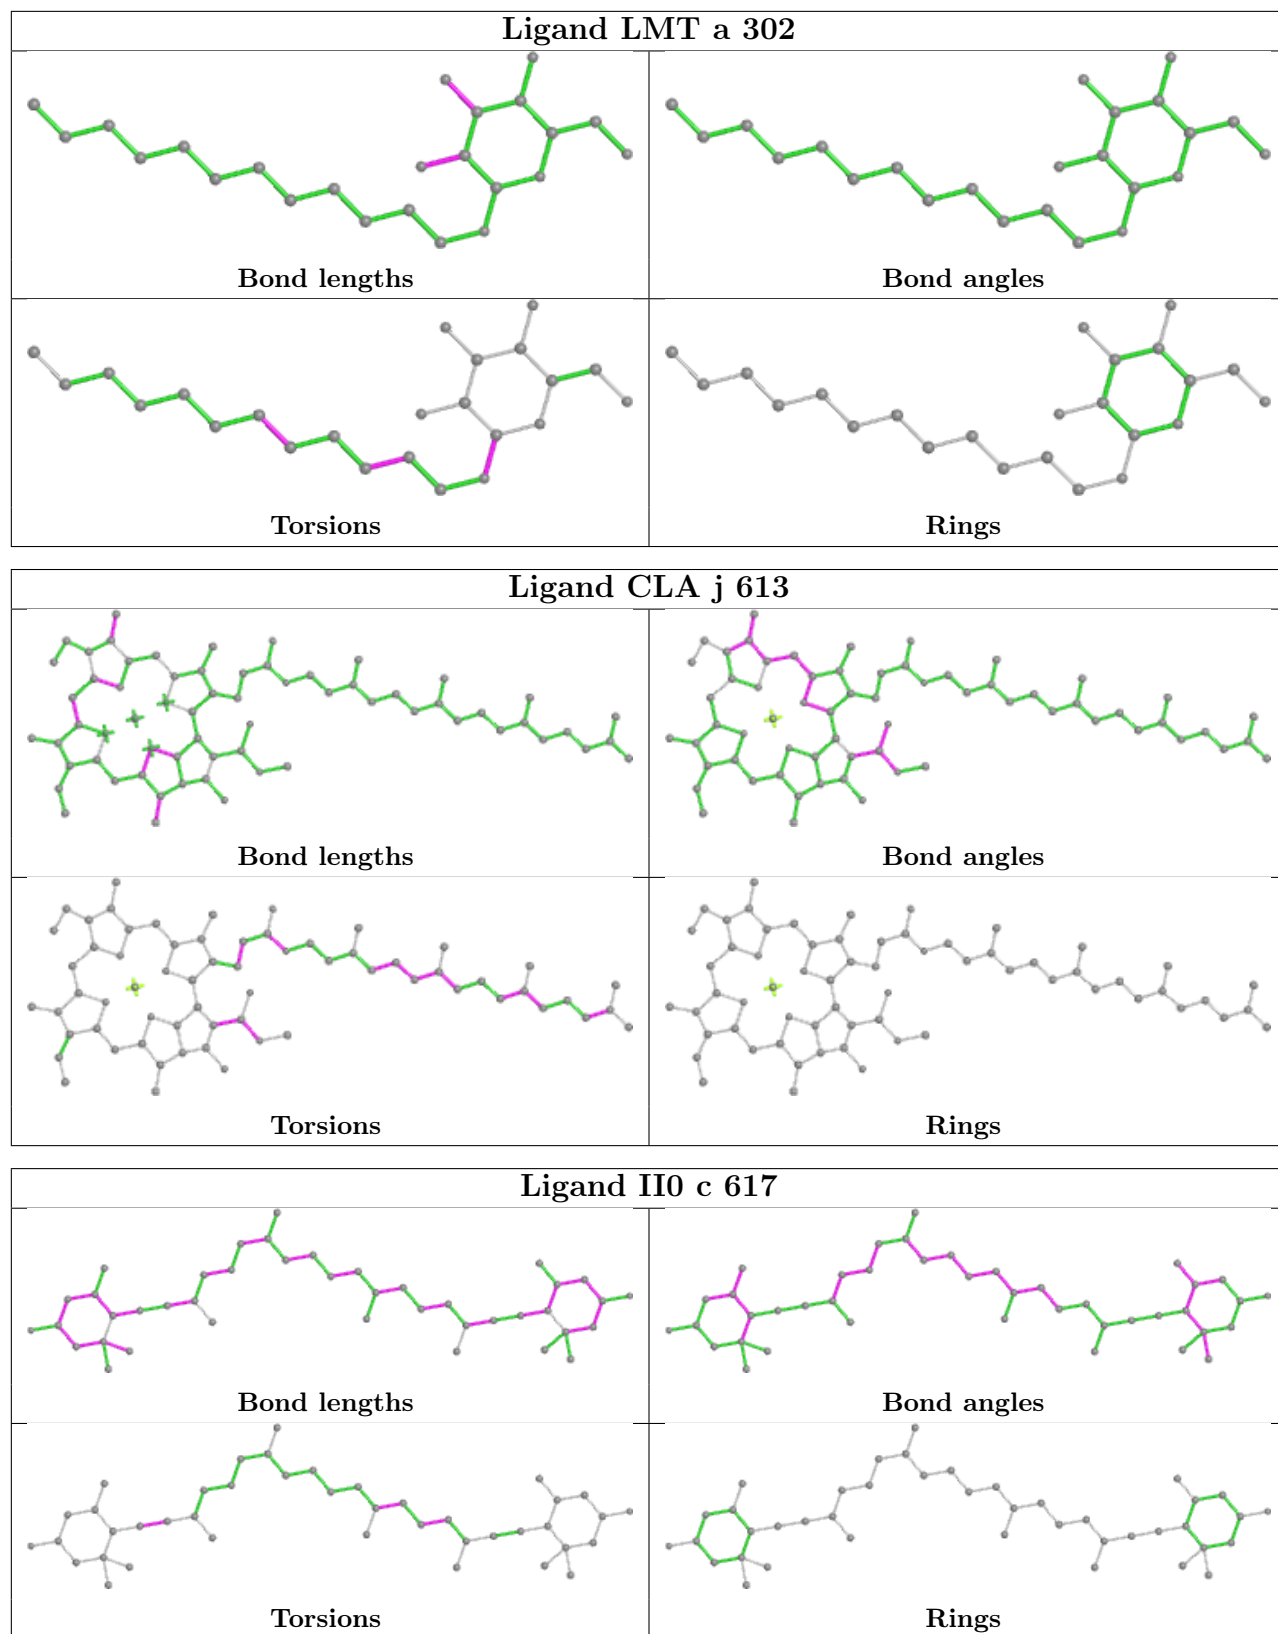 Ligand LMT a 302
Bond lengths
Bond angles
Torsions
Rings
Ligand CLA j 613
Bond lengths
Bond angles
Torsions
Rings
Ligand II0 c 617
Bond lengths
Bond angles
Torsions
Rings